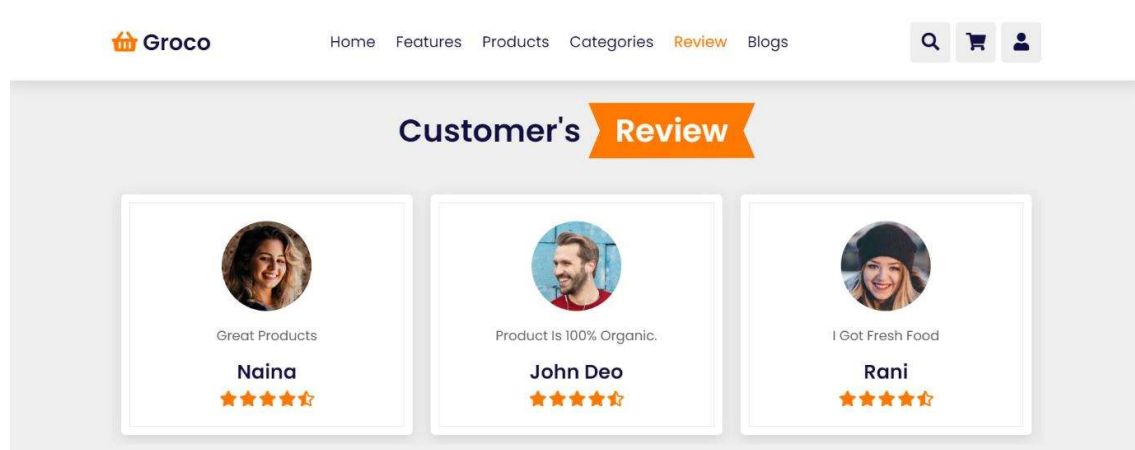 Groco Home Features Products Categories Review Blogs
Customer's Review
Great Products
Naina
Product Is 100% Organic.
John Deo
I Got Fresh Food
Rani